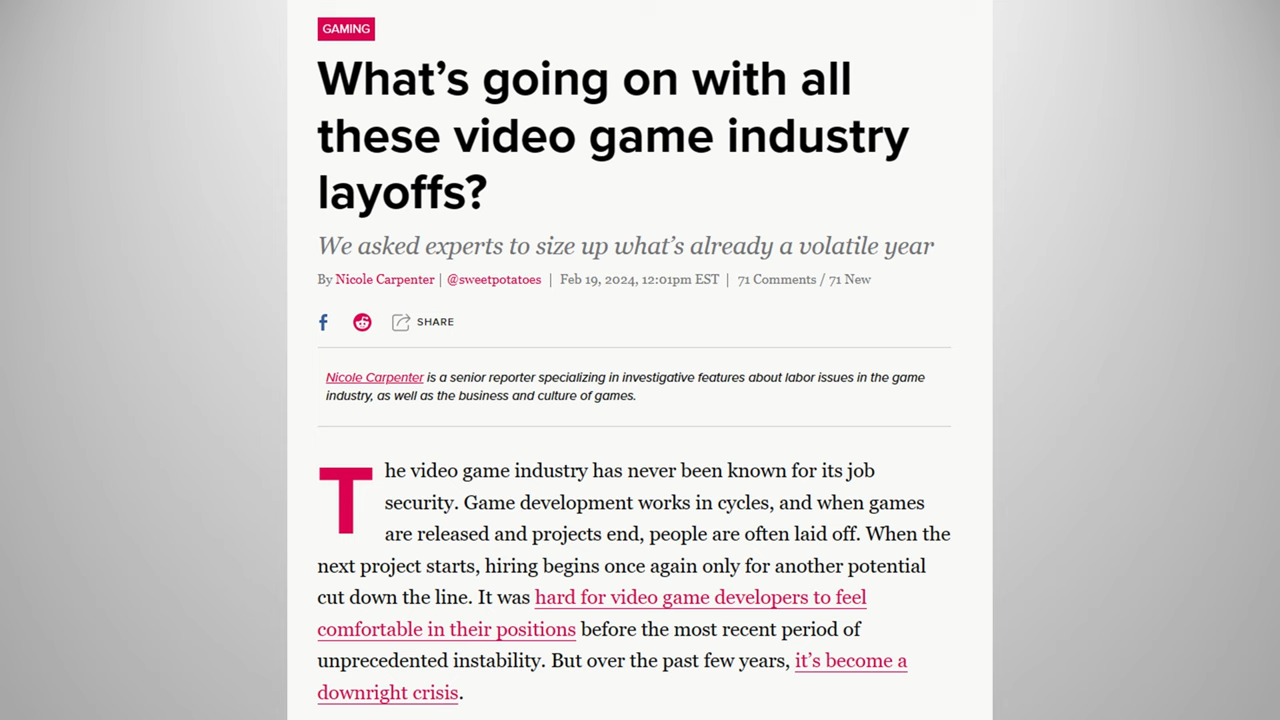 GAMING
What’s going on with all
these video game industry
layoffs?
We asked experts to size up what’s already a volatile year
By Nicole Carpenter | @sweetpotatoes | Feb 19, 2024, 12:01pm EST | 71 Comments / 71 New
SHARE
Nicole Carpenter is a senior reporter specializing in investigative features about labor issues in the game
industry, as well as the business and culture of games.
The video game industry has never been known for its job
security. Game development works in cycles, and when games
are released and projects end, people are often laid off. When the
next project starts, hiring begins once again only for another potential
cut down the line. It was hard for video game developers to feel
comfortable in their positions before the most recent period of
unprecedented instability. But over the past few years, it’s become a
downright crisis.